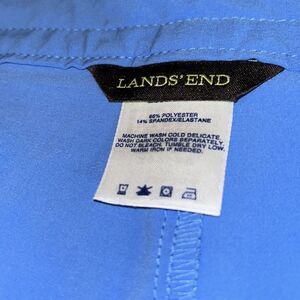 LANDS' END
86% POLYESTER
14% SPANDEX/ELASTANE
MACHINE WASH COLD DELICATE.
WASH DARK COLORS SEPARATELY.
DO NOT BLEACH. TUMBLE DRY LOW.
WARM IRON IF NEEDED.